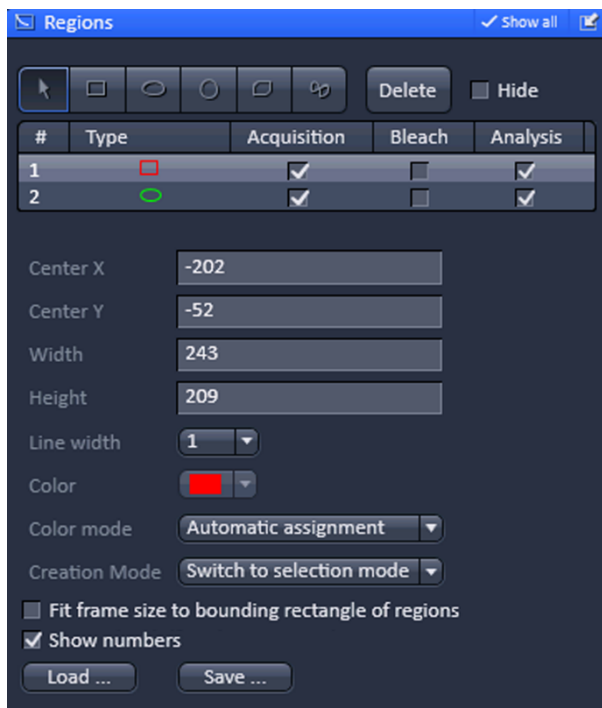 Regions Show all
Delete Hide
# Type Acquisition Bleach Analysis
1
2
Center X -202
Center Y -52
Width 243
Height 209
Line width 1
Color
Color mode Automatic assignment
Creation Mode Switch to selection mode
Fit frame size to bounding rectangle of regions
Show numbers
Load ... Save ...